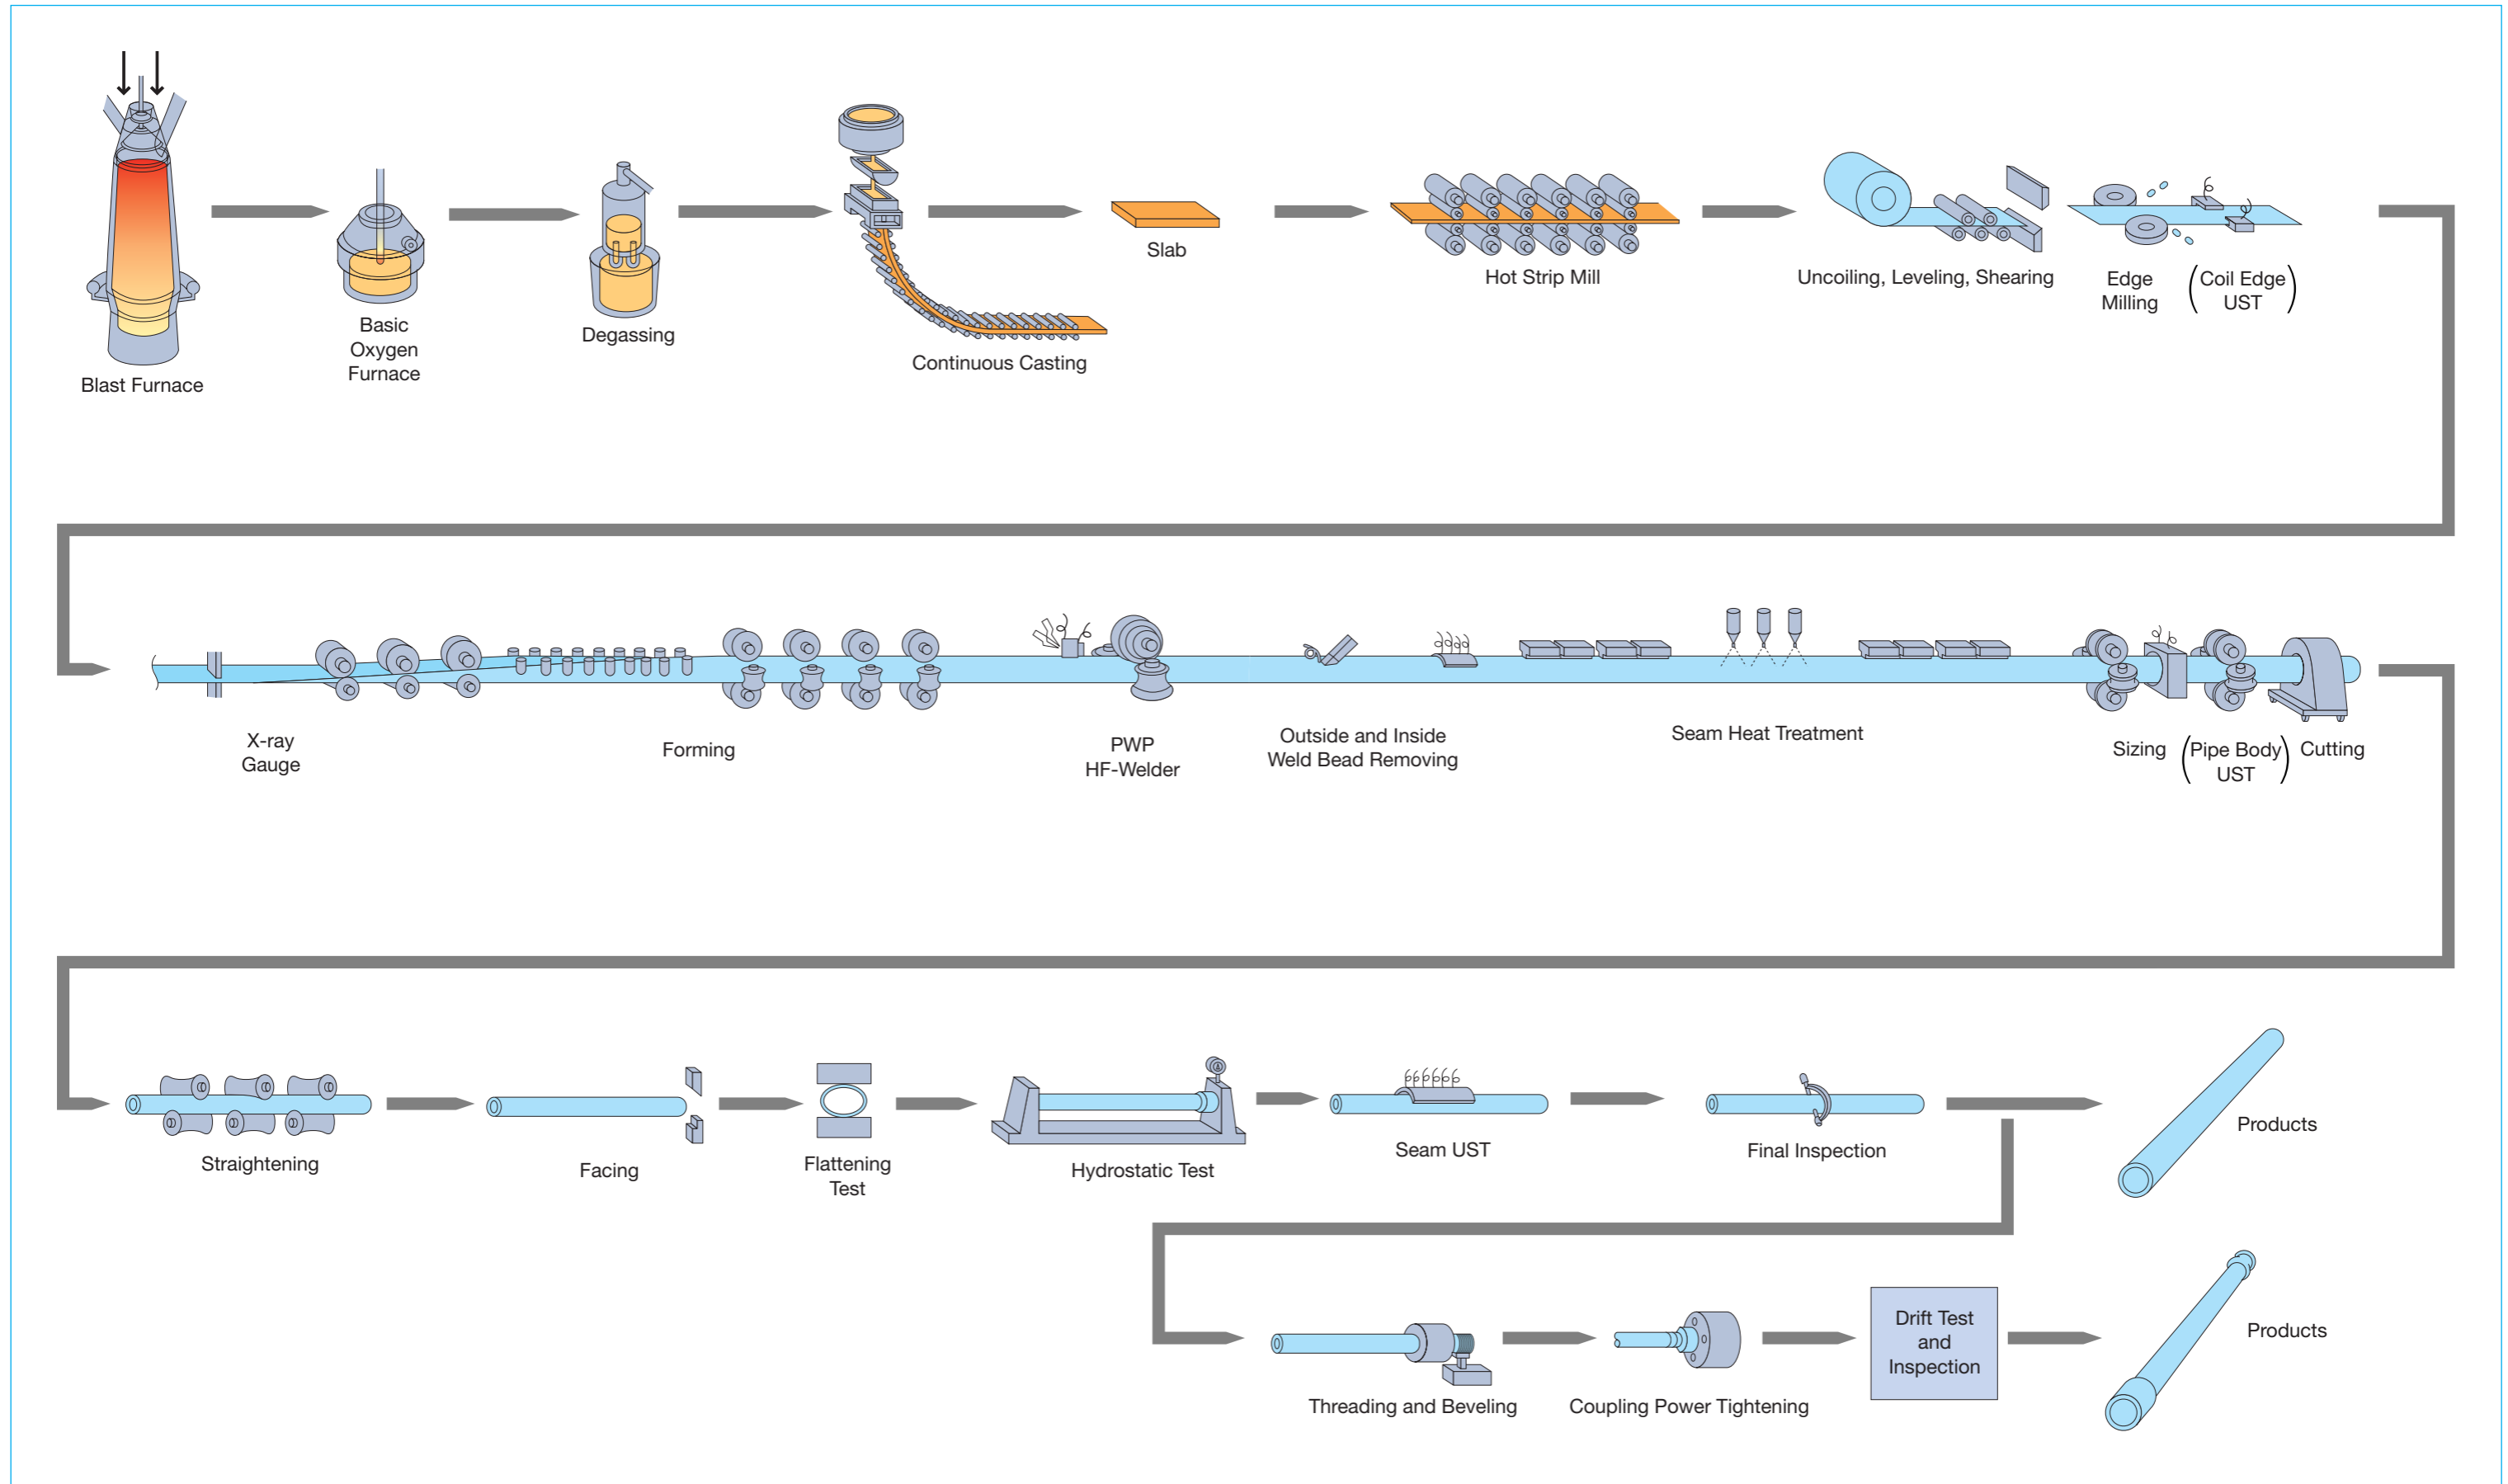 Blast Furnace
Basic
Oxygen
Furnace
Degassing
Continuous Casting
Slab
Hot Strip Mill
Uncoiling, Leveling, Shearing
Edge
Milling
(Coil Edge
UST)
X-ray
Gauge
Forming
PWP
HF-Welder
Outside and Inside
Weld Bead Removing
Seam Heat Treatment
Sizing
(Pipe Body
UST)
Cutting
Straightening
Facing
Flattening
Test
Hydrostatic Test
Seam UST
Final Inspection
Products
Threading and Beveling
Coupling Power Tightening
Drift Test
and
Inspection
Products